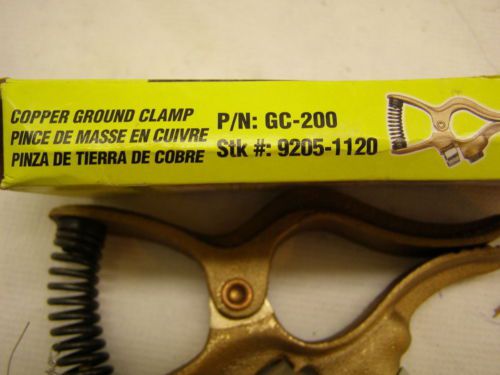 COPPER GROUND CLAMP
PINCE DE MASSE EN CUIVRE
PINZA DE TIERRA DE COBRE
P/N: GC-200
Stk #: 9205-1120